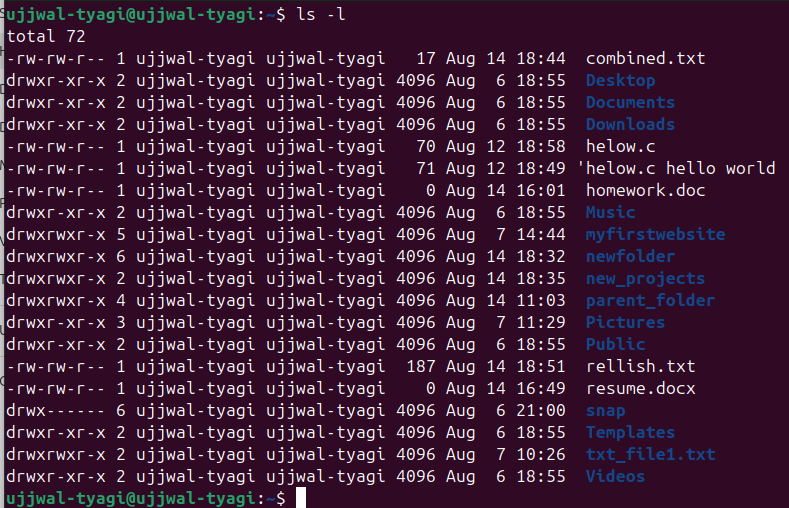 ujjwal-tyagi@ujjwal-tyagi:~$ ls -l
total 72
-rw-rw-r-- 1 ujjwal-tyagi ujjwal-tyagi   17 Aug 14 18:44  combined.txt
drwxr-xr-x 2 ujjwal-tyagi ujjwal-tyagi 4096 Aug  6 18:55  Desktop
drwxr-xr-x 2 ujjwal-tyagi ujjwal-tyagi 4096 Aug  6 18:55  Documents
drwxr-xr-x 2 ujjwal-tyagi ujjwal-tyagi 4096 Aug  6 18:55  Downloads
-rw-rw-r-- 1 ujjwal-tyagi ujjwal-tyagi   70 Aug 12 18:58  helow.c
-rw-rw-r-- 1 ujjwal-tyagi ujjwal-tyagi   71 Aug 12 18:49 'helow.c hello world
-rw-rw-r-- 1 ujjwal-tyagi ujjwal-tyagi    0 Aug 14 16:01  homework.doc
drwxr-xr-x 2 ujjwal-tyagi ujjwal-tyagi 4096 Aug  6 18:55  Music
drwxrwxr-x 5 ujjwal-tyagi ujjwal-tyagi 4096 Aug  7 14:44  myfirstwebsite
drwxrwxr-x 6 ujjwal-tyagi ujjwal-tyagi 4096 Aug 14 18:32  newfolder
drwxrwxr-x 2 ujjwal-tyagi ujjwal-tyagi 4096 Aug 14 18:35  new_projects
drwxrwxr-x 4 ujjwal-tyagi ujjwal-tyagi 4096 Aug 14 11:03  parent_folder
drwxr-xr-x 3 ujjwal-tyagi ujjwal-tyagi 4096 Aug  7 11:29  Pictures
drwxr-xr-x 2 ujjwal-tyagi ujjwal-tyagi 4096 Aug  6 18:55  Public
-rw-rw-r-- 1 ujjwal-tyagi ujjwal-tyagi  187 Aug 14 18:51  rellish.txt
-rw-rw-r-- 1 ujjwal-tyagi ujjwal-tyagi    0 Aug 14 16:49  resume.docx
drwx------ 6 ujjwal-tyagi ujjwal-tyagi 4096 Aug  6 21:00  snap
drwxr-xr-x 2 ujjwal-tyagi ujjwal-tyagi 4096 Aug  6 18:55  Templates
drwxrwxr-x 2 ujjwal-tyagi ujjwal-tyagi 4096 Aug  7 10:26  txt_file1.txt
drwxr-xr-x 2 ujjwal-tyagi ujjwal-tyagi 4096 Aug  6 18:55  Videos
ujjwal-tyagi@ujjwal-tyagi:~$